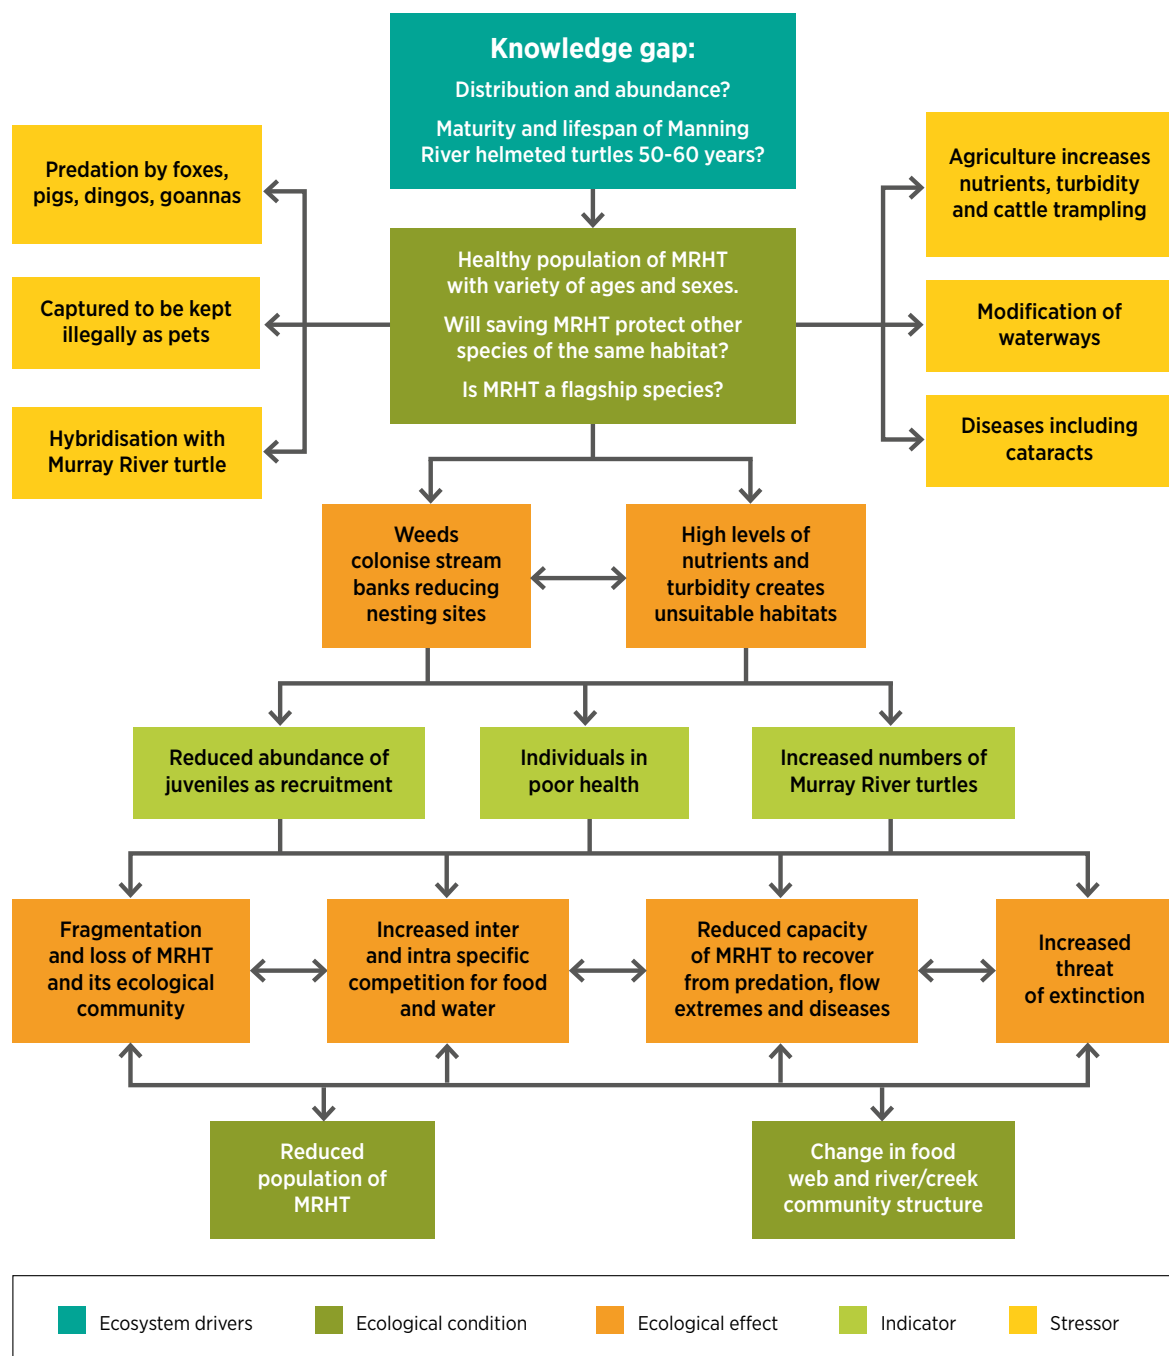 Knowledge gap:
Distribution and abundance?
Maturity and lifespan of Manning
River helmeted turtles 50-60 years?
Predation by foxes,
pigs, dingos, goannas
Captured to be kept
illegally as pets
Hybridisation with
Murray River turtle
Healthy population of MRHT
with variety of ages and sexes.
Will saving MRHT protect other
species of the same habitat?
Is MRHT a flagship species?
Agriculture increases
nutrients, turbidity
and cattle trampling
Modification of
waterways
Diseases including
cataracts
Weeds
colonise stream
banks reducing
nesting sites
High levels of
nutrients and
turbidity creates
unsuitable habitats
Reduced abundance of
juveniles as recruitment
Individuals in
poor health
Increased numbers of
Murray River turtles
Fragmentation
and loss of MRHT
and its ecological
community
Increased inter
and intra specific
competition for food
and water
Reduced capacity
of MRHT to recover
from predation, flow
extremes and diseases
Increased
threat
of extinction
Reduced
population of
MRHT
Change in food
web and river/creek
community structure
Ecosystem drivers
Ecological condition
Ecological effect
Indicator
Stressor